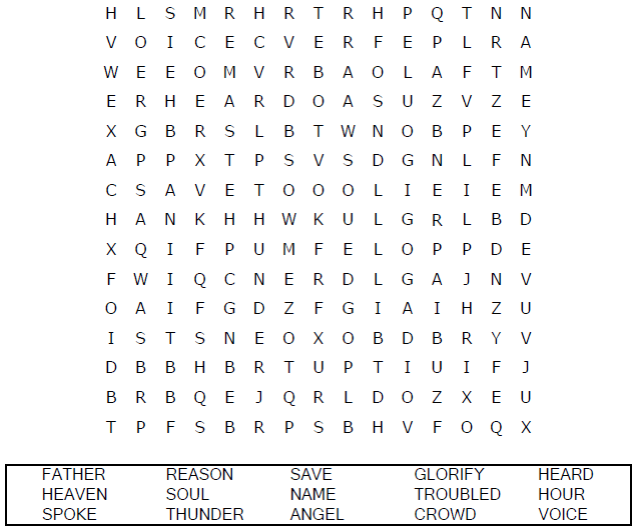 H L S M R H R T R H P Q T N N
V O I C E C V E R F E P L R A
W E E O M V R B A O L A F T M
E R H E A R D O A S U Z V Z E
X G B R S L B T W N O B P E Y
A P P X T P S V S D G N L F N
C S A V E T O O O L I E I E M
H A N K H H W K U L G R L B D
X Q I F P U M F E L O P P D E
F W I Q C N E R D L G A J N V
O A I F G D Z F G I A I H Z U
I S T S N E O X O B D B R Y V
D B B H B R T U P T I U I F J
B R B Q E J Q R L D O Z X E U
T P F S B R P S B H V F O Q X
FATHER REASON SAVE GLORIFY HEARD
HEAVEN SOUL NAME TROUBLED HOUR
SPOKE THUNDER ANGEL CROWD VOICE